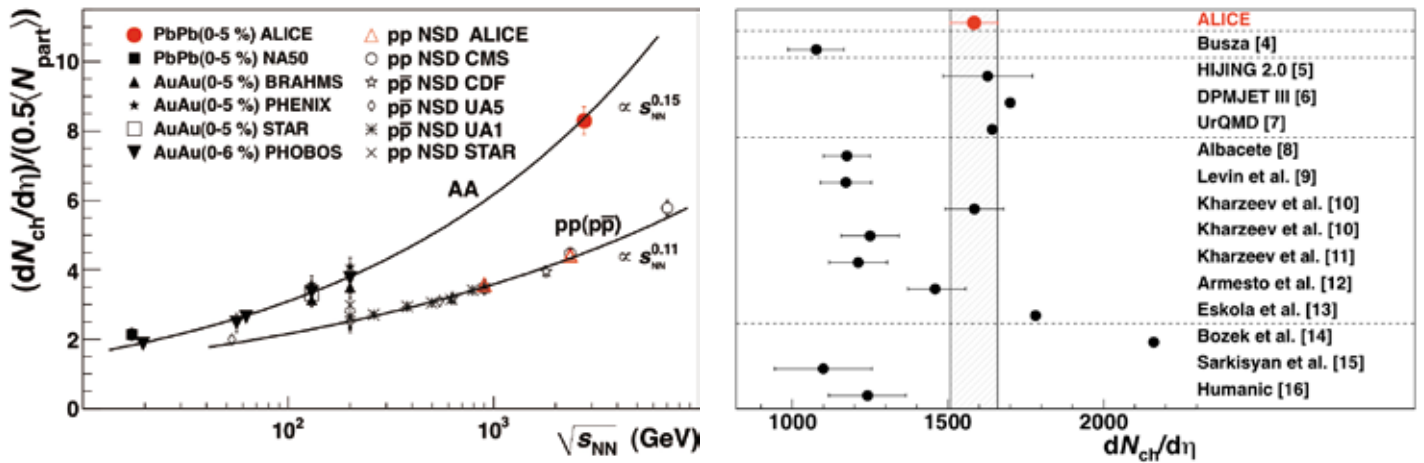 (dN_ch/dη)/(0.5⟨N_part⟩)
10
8
6
4
2
0
PbPb(0-5 %) ALICE
PbPb(0-5 %) NA50
AuAu(0-5 %) BRAHMS
AuAu(0-5 %) PHENIX
AuAu(0-5 %) STAR
AuAu(0-6 %) PHOBOS
pp NSD ALICE
pp NSD CMS
pp̅ NSD CDF
pp̅ NSD UA5
pp̅ NSD UA1
pp NSD STAR
∝ s_NN^0.15
AA
pp(pp̅)
∝ s_NN^0.11
10² 10³
√s_NN (GeV)
ALICE
Busza [4]
HIJING 2.0 [5]
DPMJET III [6]
UrQMD [7]
Albacete [8]
Levin et al. [9]
Kharzeev et al. [10]
Kharzeev et al. [10]
Kharzeev et al. [11]
Armesto et al. [12]
Eskola et al. [13]
Bozek et al. [14]
Sarkisyan et al. [15]
Humanic [16]
1000 1500 2000
dN_ch/dη